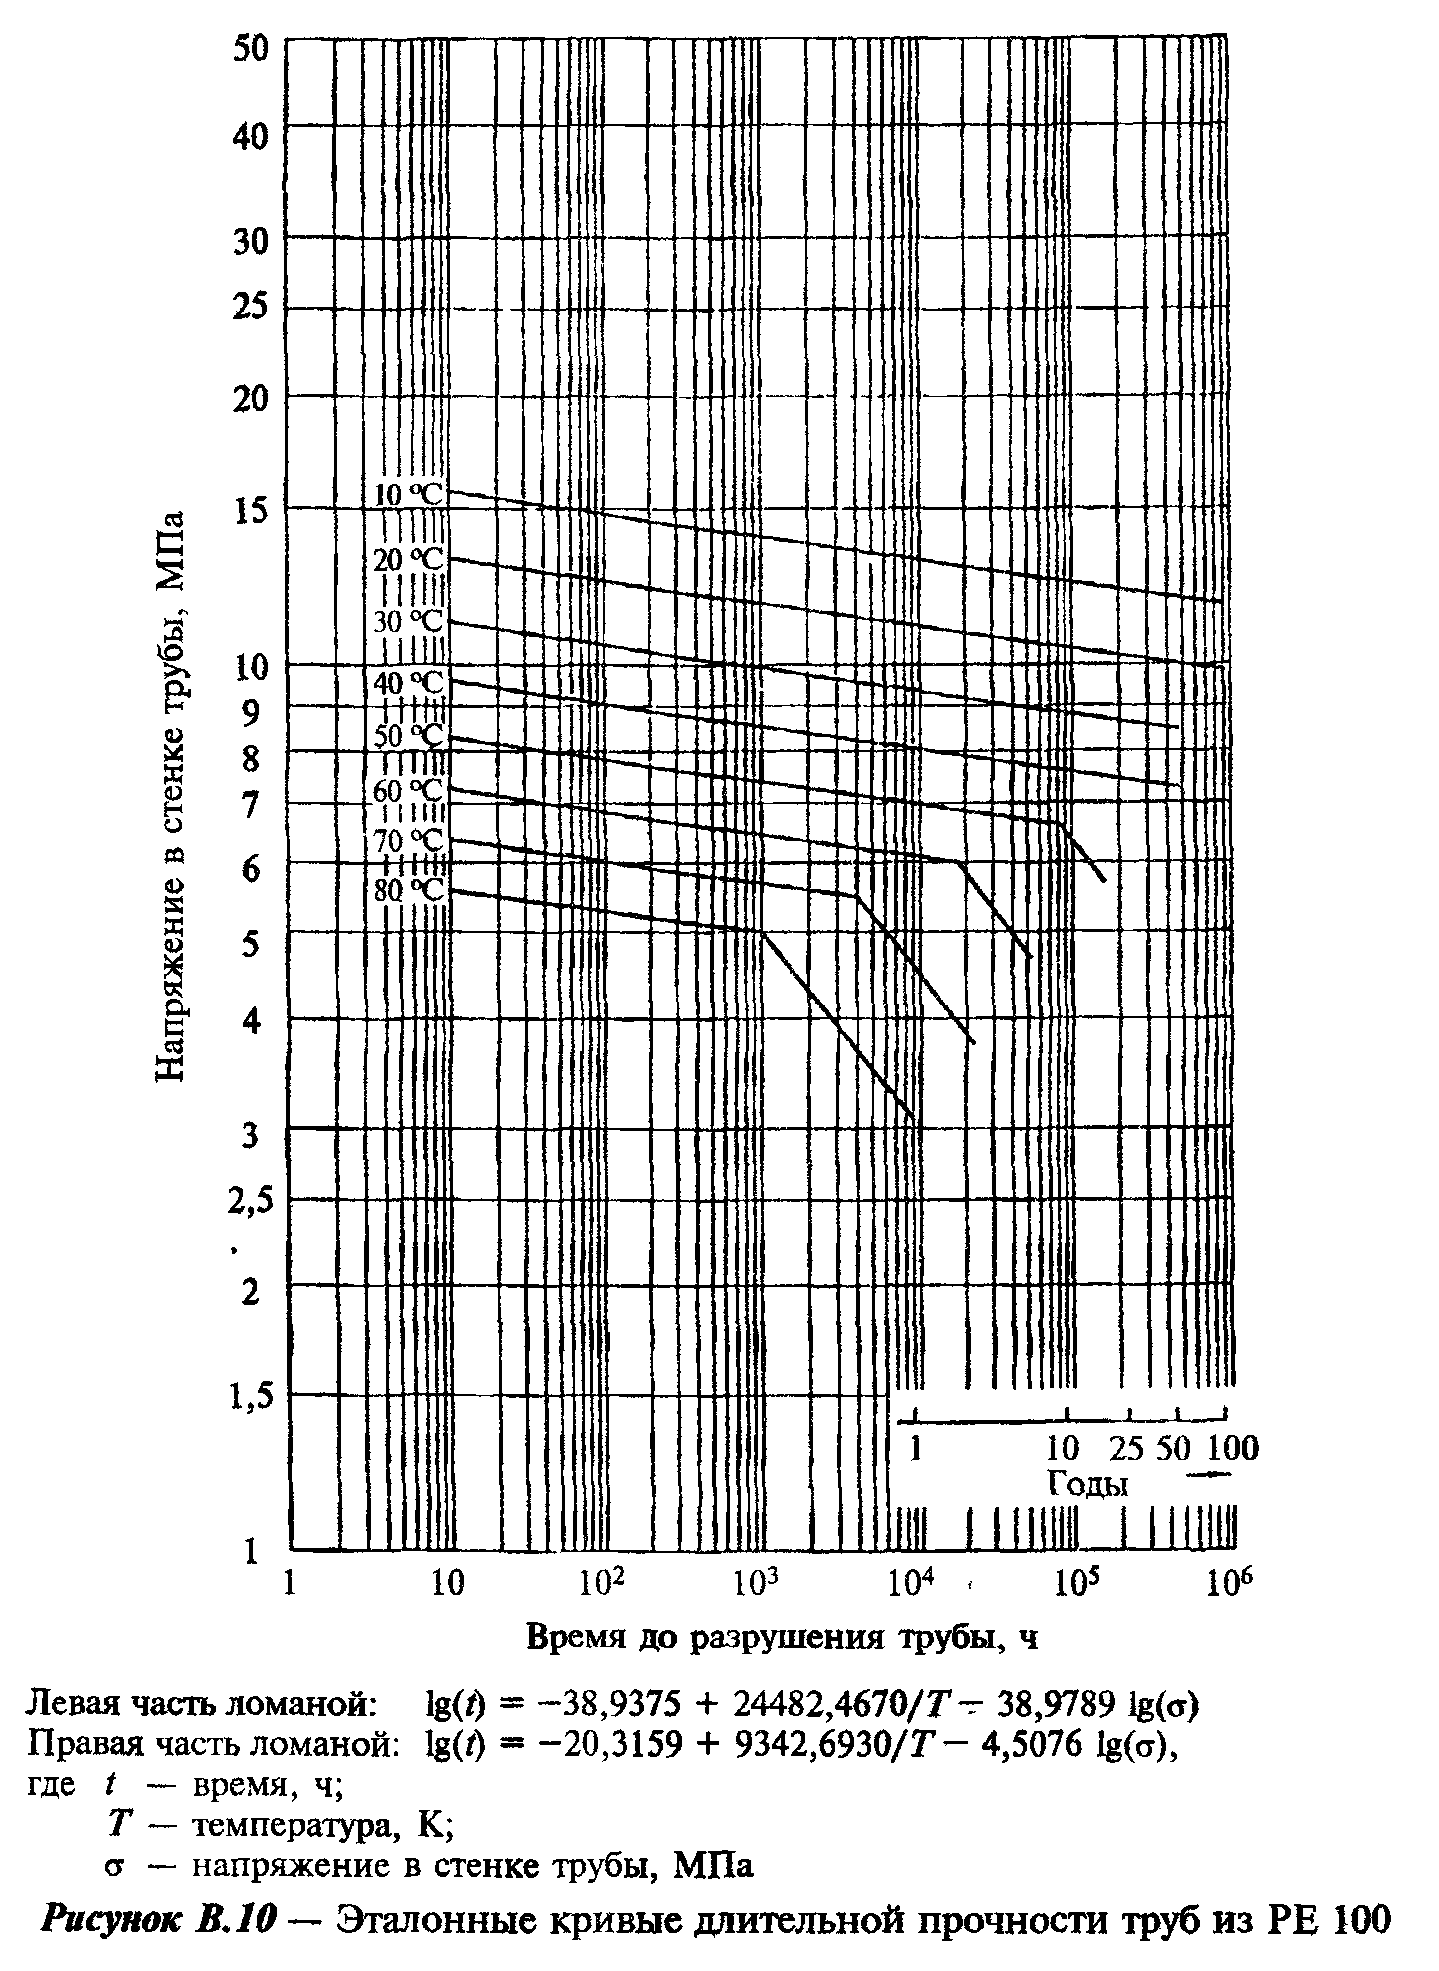 50
40
30
25
20
15
10
9
8
7
6
5
4
3
2,5
2
1,5
1
Напряжение в стенке трубы, МПа
10 °C
20 °C
30 °C
40 °C
50 °C
60 °C
70 °C
80 °C
1 10 25 50 100
Годы
1 10 10² 10³ 10⁴ 10⁵ 10⁶
Время до разрушения трубы, ч
Левая часть ломаной: lg(t) = −38,9375 + 24482,4670/T − 38,9789 lg(σ)
Правая часть ломаной: lg(t) = −20,3159 + 9342,6930/T − 4,5076 lg(σ),
где t — время, ч;
T — температура, К;
σ — напряжение в стенке трубы, МПа
Рисунок В.10 — Эталонные кривые длительной прочности труб из PE 100